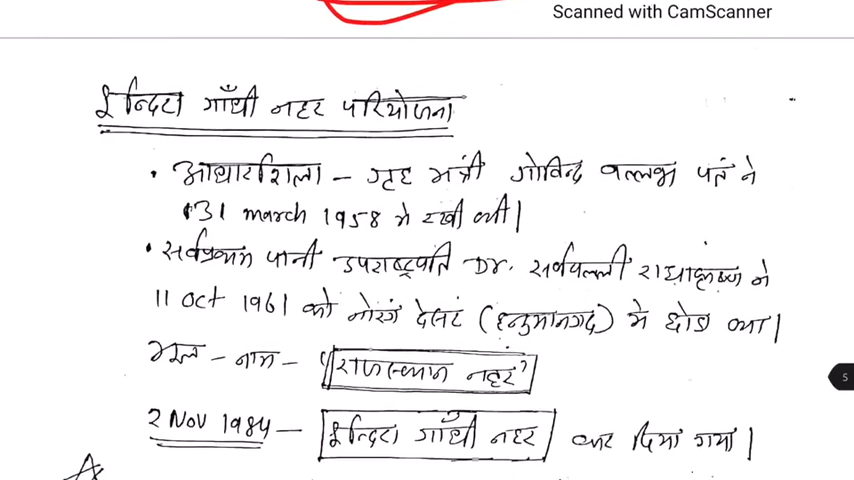 Scanned with CamScanner
इन्दिरा गाँधी नहर परियोजना
• आधारशिला – गृह मंत्री गोविन्द वल्लभ पंत ने
31 march 1958 मे रखी थी।
• सर्वप्रथम पानी उपराष्ट्रपति Dr. सर्वपल्ली राधाकृष्ण ने
11 Oct 1961 को नोरंग देसर (हनुमानगढ) मे छोडा था।
मूल – नाम – "राजस्थान नहर"
2 Nov 1984 – इन्दिरा गाँधी नहर कर दिया गया।
5